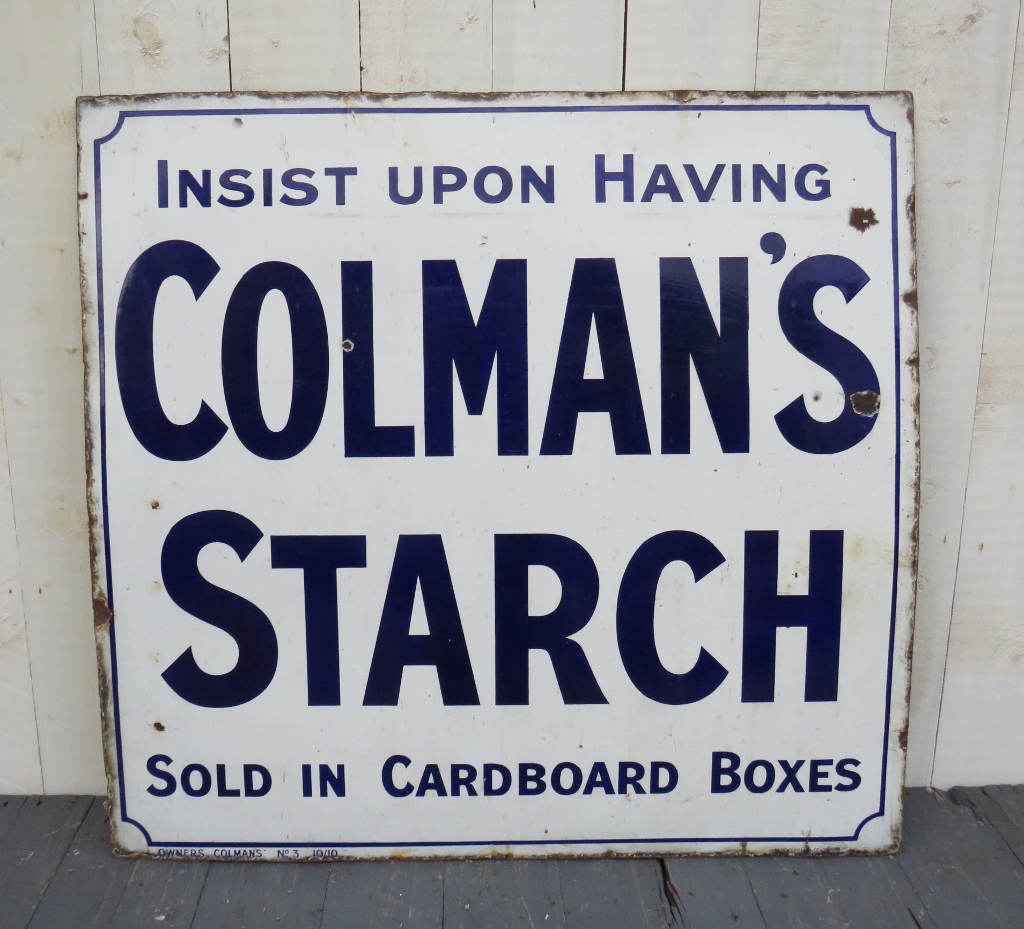 INSIST UPON HAVING
COLMAN'S
STARCH
SOLD IN CARDBOARD BOXES
OWNERS COLMANS' No 3 10/10